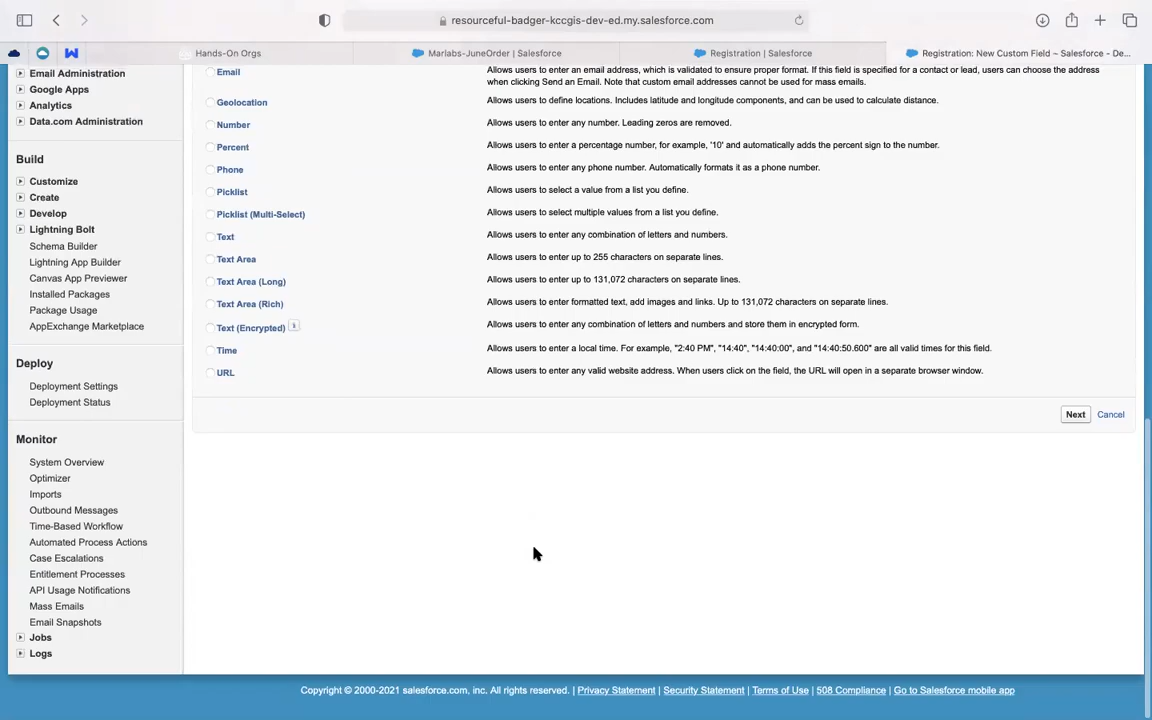 resourceful-badger-kccgis-dev-ed.my.salesforce.com
Hands-On Orgs
Marlabs-JuneOrder | Salesforce
Registration | Salesforce
Registration: New Custom Field ~ Salesforce - De...
Email Administration
Google Apps
Analytics
Data.com Administration
Build
Customize
Create
Develop
Lightning Bolt
Schema Builder
Lightning App Builder
Canvas App Previewer
Installed Packages
Package Usage
AppExchange Marketplace
Deploy
Deployment Settings
Deployment Status
Monitor
System Overview
Optimizer
Imports
Outbound Messages
Time-Based Workflow
Automated Process Actions
Case Escalations
Entitlement Processes
API Usage Notifications
Mass Emails
Email Snapshots
Jobs
Logs
Email
Allows users to enter an email address, which is validated to ensure proper format. If this field is specified for a contact or lead, users can choose the address
when clicking Send an Email. Note that custom email addresses cannot be used for mass emails.
Geolocation
Allows users to define locations. Includes latitude and longitude components, and can be used to calculate distance.
Number
Allows users to enter any number. Leading zeros are removed.
Percent
Allows users to enter a percentage number, for example, '10' and automatically adds the percent sign to the number.
Phone
Allows users to enter any phone number. Automatically formats it as a phone number.
Picklist
Allows users to select a value from a list you define.
Picklist (Multi-Select)
Allows users to select multiple values from a list you define.
Text
Allows users to enter any combination of letters and numbers.
Text Area
Allows users to enter up to 255 characters on separate lines.
Text Area (Long)
Allows users to enter up to 131,072 characters on separate lines.
Text Area (Rich)
Allows users to enter formatted text, add images and links. Up to 131,072 characters on separate lines.
Text (Encrypted) i
Allows users to enter any combination of letters and numbers and store them in encrypted form.
Time
Allows users to enter a local time. For example, "2:40 PM", "14:40", "14:40:00", and "14:40:50.600" are all valid times for this field.
URL
Allows users to enter any valid website address. When users click on the field, the URL will open in a separate browser window.
Next Cancel
Copyright © 2000-2021 salesforce.com, inc. All rights reserved. | Privacy Statement | Security Statement | Terms of Use | 508 Compliance | Go to Salesforce mobile app